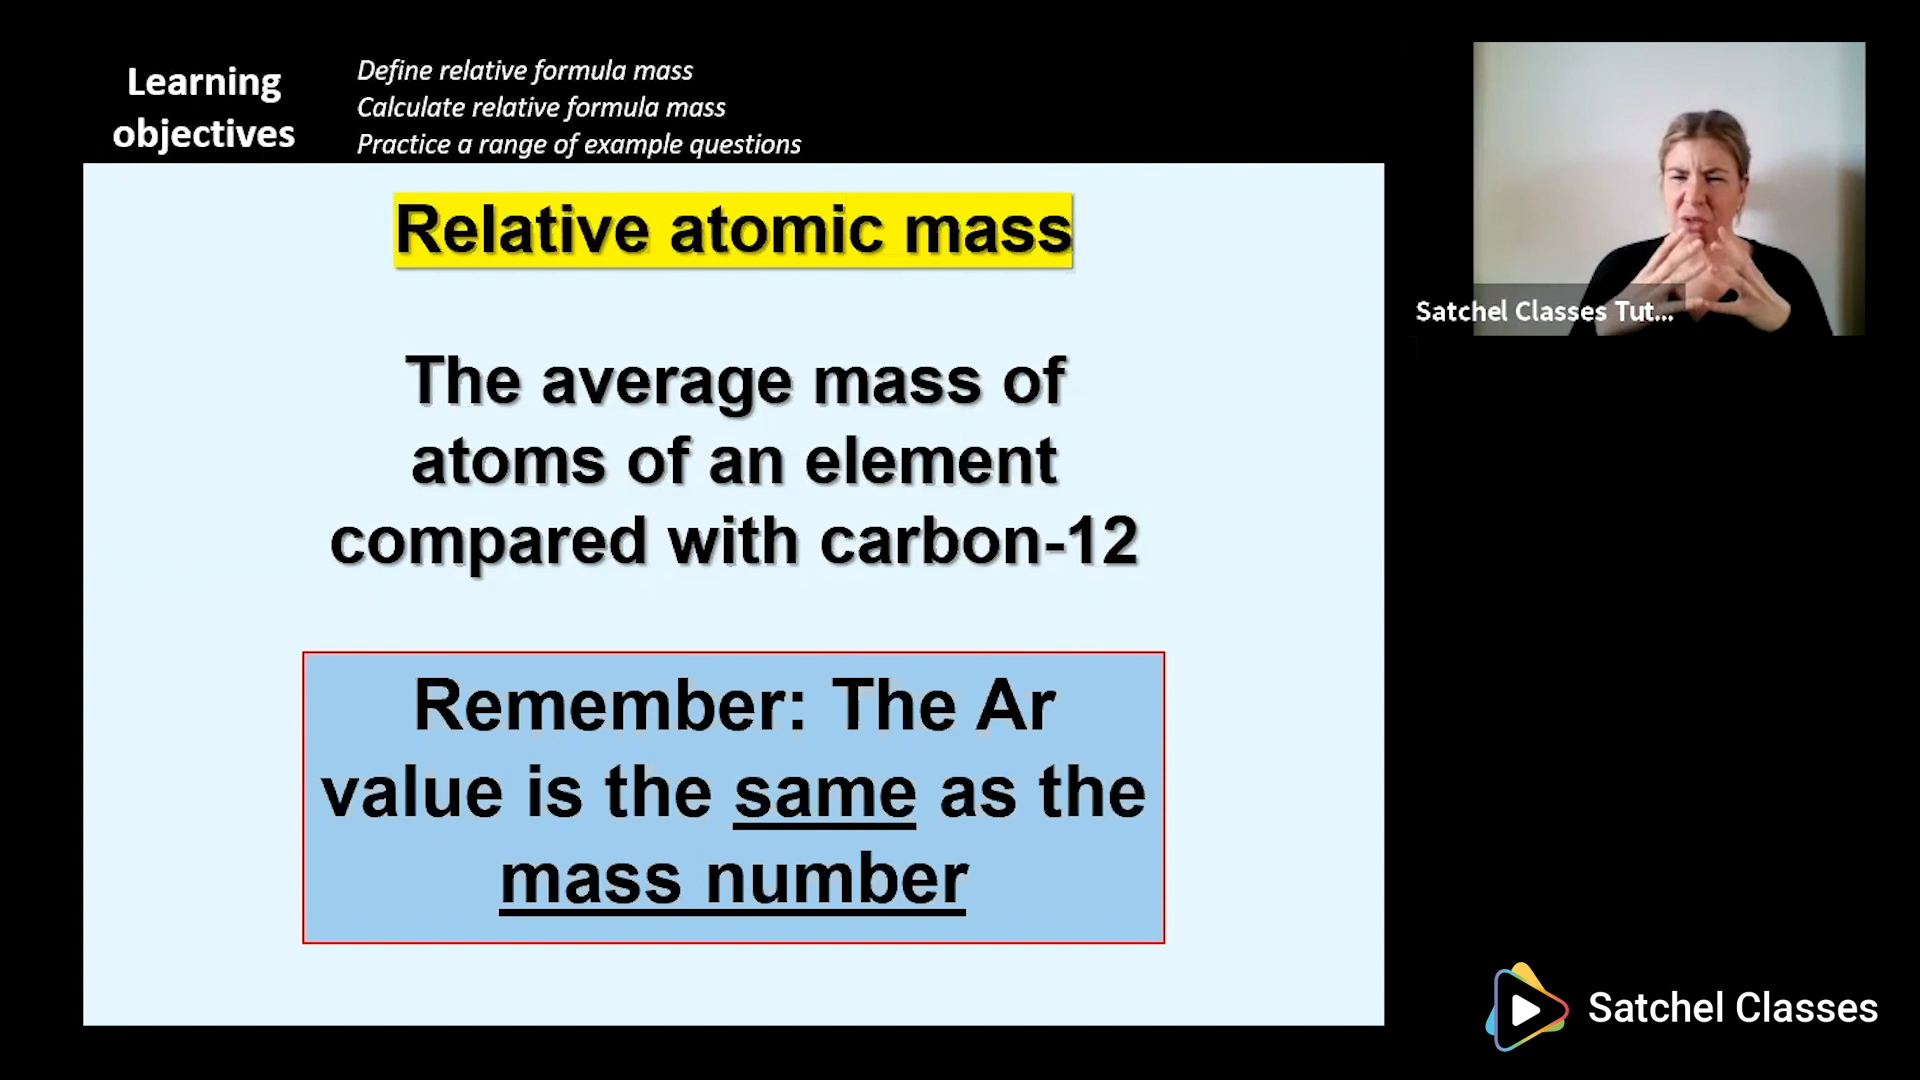 Learning
objectives
Define relative formula mass
Calculate relative formula mass
Practice a range of example questions
Relative atomic mass
The average mass of
atoms of an element
compared with carbon-12
Remember: The Ar
value is the same as the
mass number
Satchel Classes Tut...
Satchel Classes